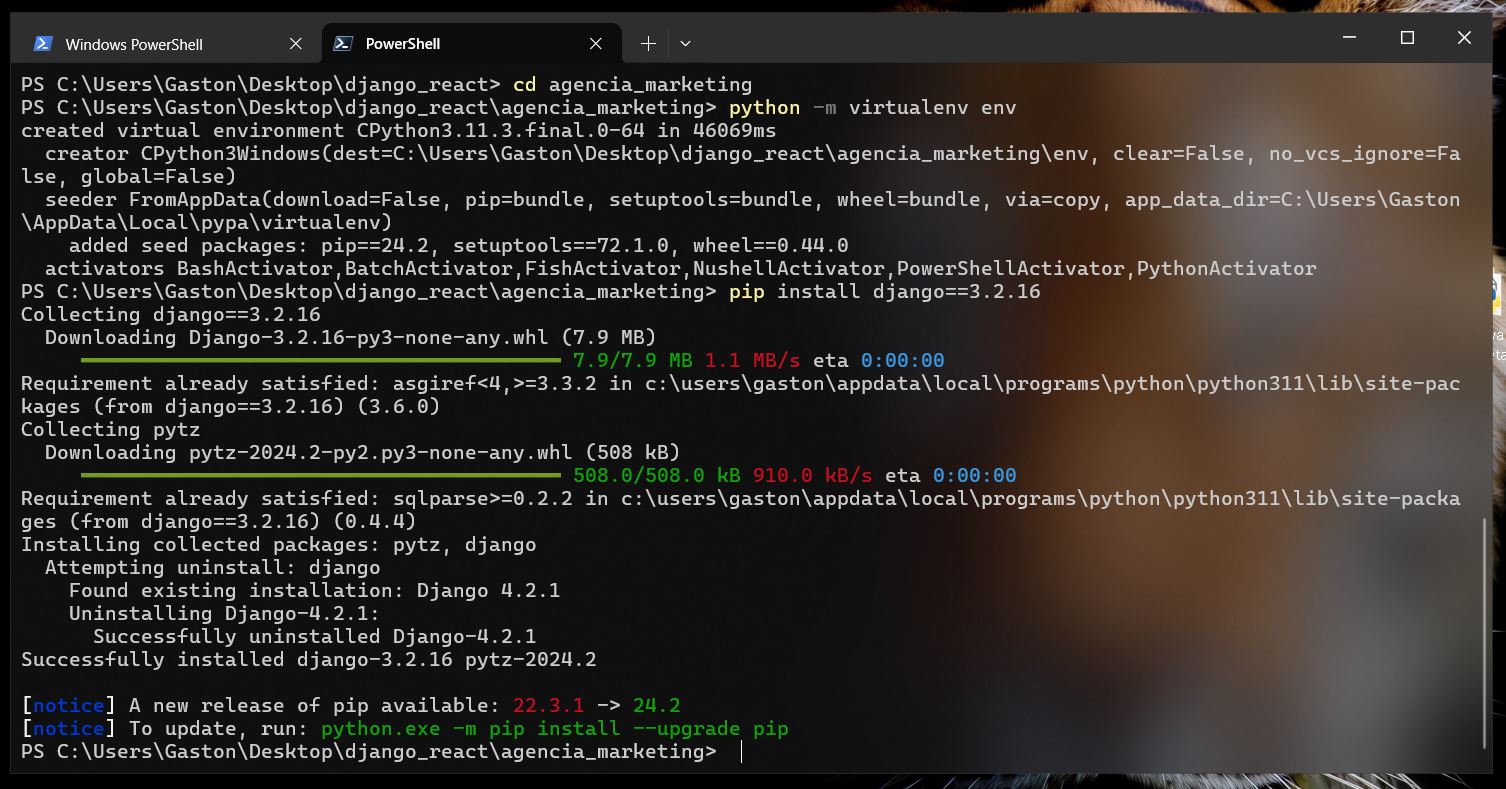 Windows PowerShell
PowerShell
PS C:\Users\Gaston\Desktop\django_react> cd agencia_marketing
PS C:\Users\Gaston\Desktop\django_react\agencia_marketing> python -m virtualenv env
created virtual environment CPython3.11.3.final.0-64 in 46069ms
  creator CPython3Windows(dest=C:\Users\Gaston\Desktop\django_react\agencia_marketing\env, clear=False, no_vcs_ignore=Fa
lse, global=False)
  seeder FromAppData(download=False, pip=bundle, setuptools=bundle, wheel=bundle, via=copy, app_data_dir=C:\Users\Gaston
\AppData\Local\pypa\virtualenv)
    added seed packages: pip==24.2, setuptools==72.1.0, wheel==0.44.0
  activators BashActivator,BatchActivator,FishActivator,NushellActivator,PowerShellActivator,PythonActivator
PS C:\Users\Gaston\Desktop\django_react\agencia_marketing> pip install django==3.2.16
Collecting django==3.2.16
  Downloading Django-3.2.16-py3-none-any.whl (7.9 MB)
7.9/7.9 MB 1.1 MB/s eta 0:00:00
Requirement already satisfied: asgiref<4,>=3.3.2 in c:\users\gaston\appdata\local\programs\python\python311\lib\site-pac
kages (from django==3.2.16) (3.6.0)
Collecting pytz
  Downloading pytz-2024.2-py2.py3-none-any.whl (508 kB)
508.0/508.0 kB 910.0 kB/s eta 0:00:00
Requirement already satisfied: sqlparse>=0.2.2 in c:\users\gaston\appdata\local\programs\python\python311\lib\site-packa
ges (from django==3.2.16) (0.4.4)
Installing collected packages: pytz, django
  Attempting uninstall: django
    Found existing installation: Django 4.2.1
    Uninstalling Django-4.2.1:
      Successfully uninstalled Django-4.2.1
Successfully installed django-3.2.16 pytz-2024.2
[notice] A new release of pip available: 22.3.1 -> 24.2
[notice] To update, run: python.exe -m pip install --upgrade pip
PS C:\Users\Gaston\Desktop\django_react\agencia_marketing>